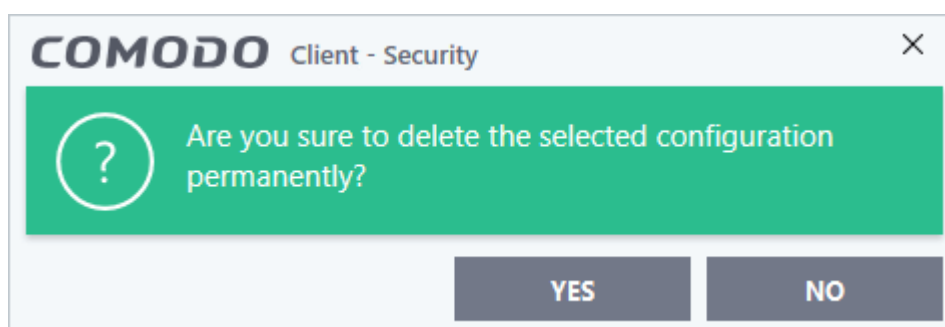 COMODO Client - Security
Are you sure to delete the selected configuration
permanently?
YES NO